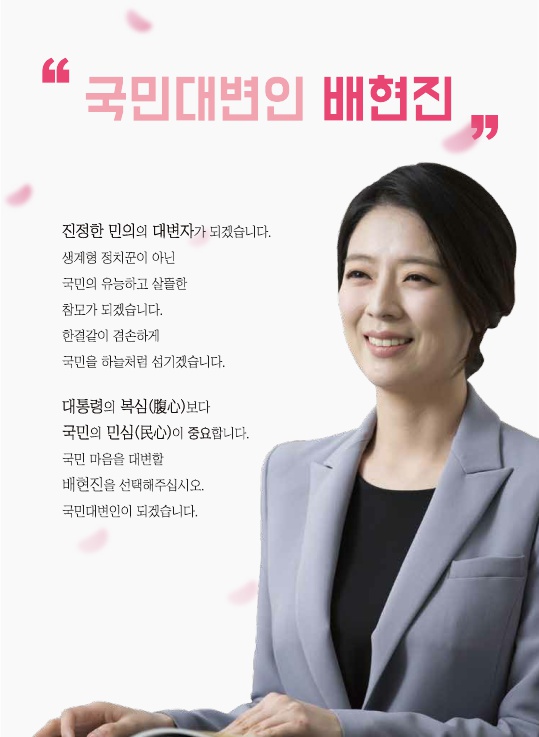 “국민대변인 배현진”
진정한 민의의 대변자가 되겠습니다.
생계형 정치꾼이 아닌
국민의 유능하고 살뜰한
참모가 되겠습니다.
한결같이 겸손하게
국민을 하늘처럼 섬기겠습니다.
대통령의 복심(腹心)보다
국민의 민심(民心)이 중요합니다.
국민 마음을 대변할
배현진을 선택해주십시오.
국민대변인이 되겠습니다.